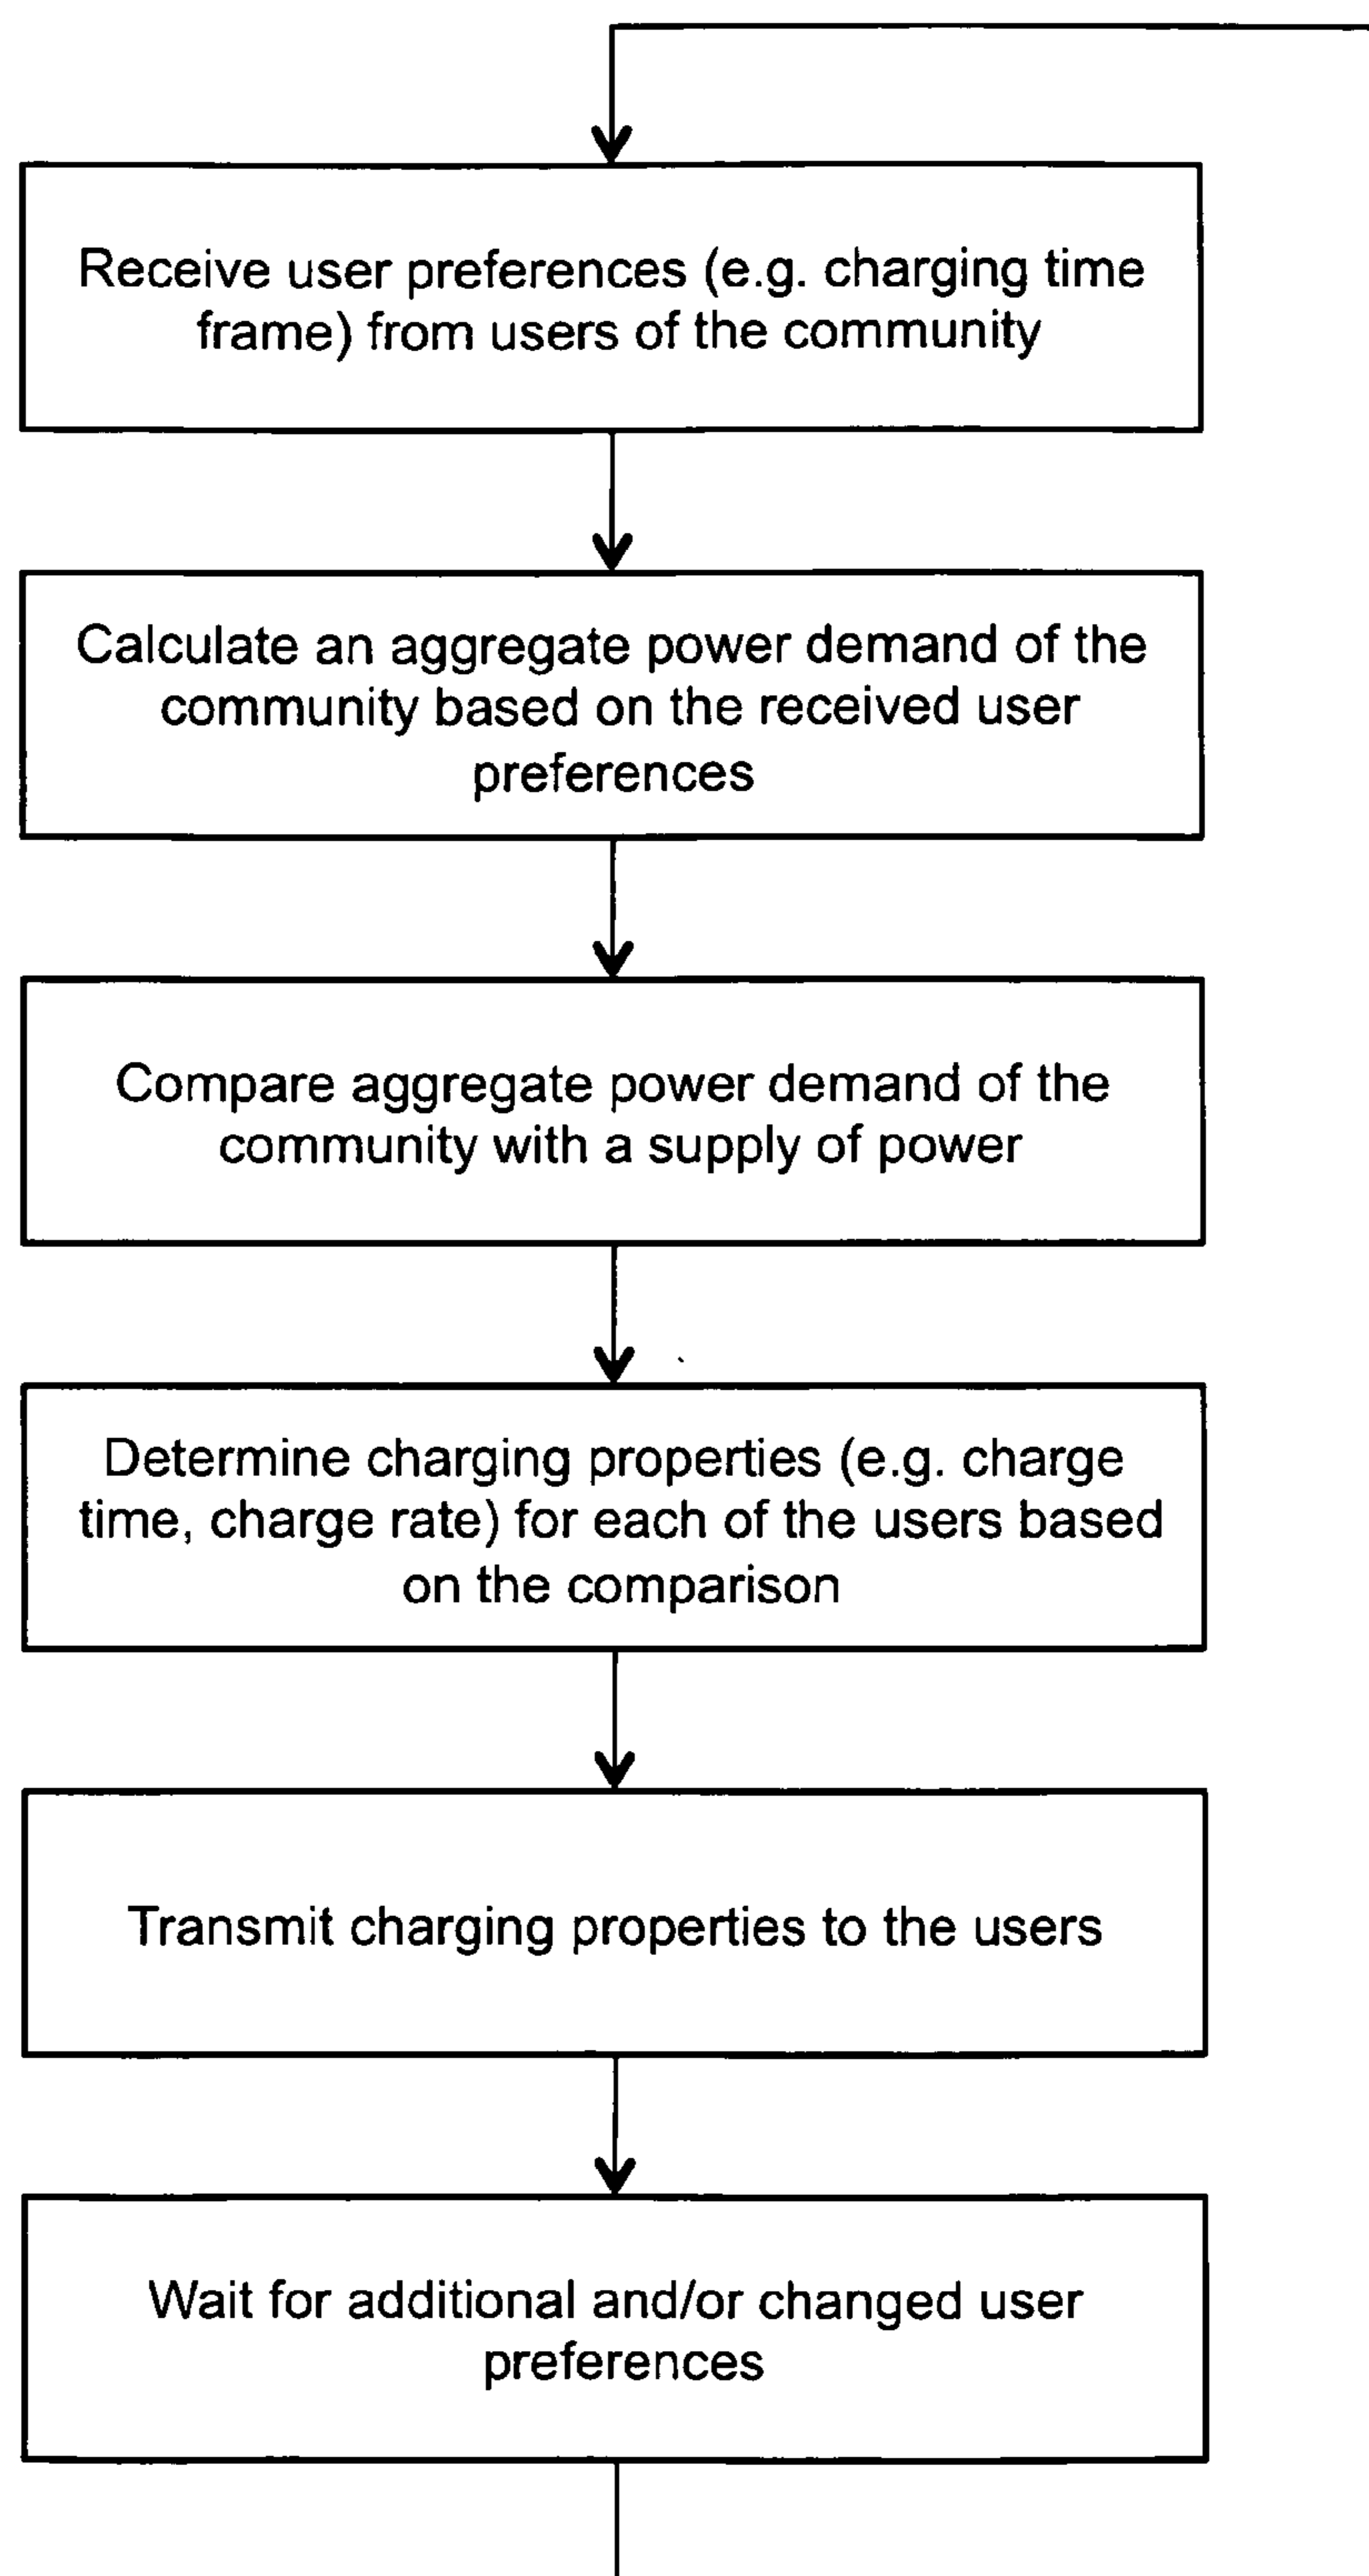 Receive user preferences (e.g. charging time
frame) from users of the community
Calculate an aggregate power demand of the
community based on the received user
preferences
Compare aggregate power demand of the
community with a supply of power
Determine charging properties (e.g. charge
time, charge rate) for each of the users based
on the comparison
Transmit charging properties to the users
Wait for additional and/or changed user
preferences